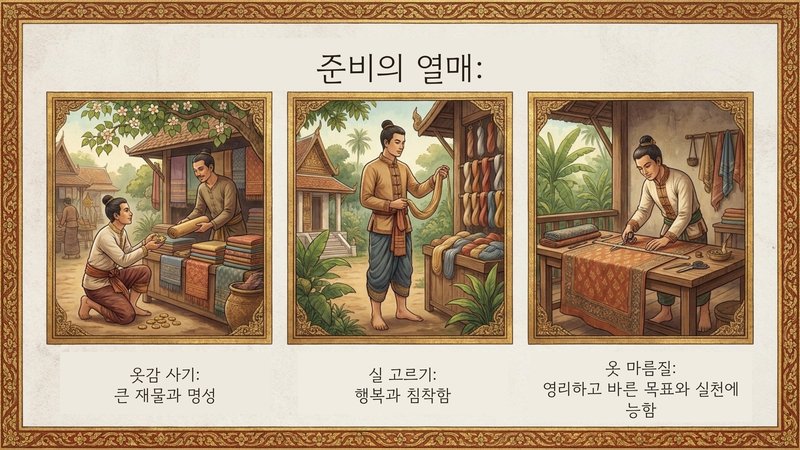 준비의 열매:
옷감 사기:
큰 재물과 명성
실 고르기:
행복과 침착함
옷 마름질:
영리하고 바른 목표와 실천에
능함